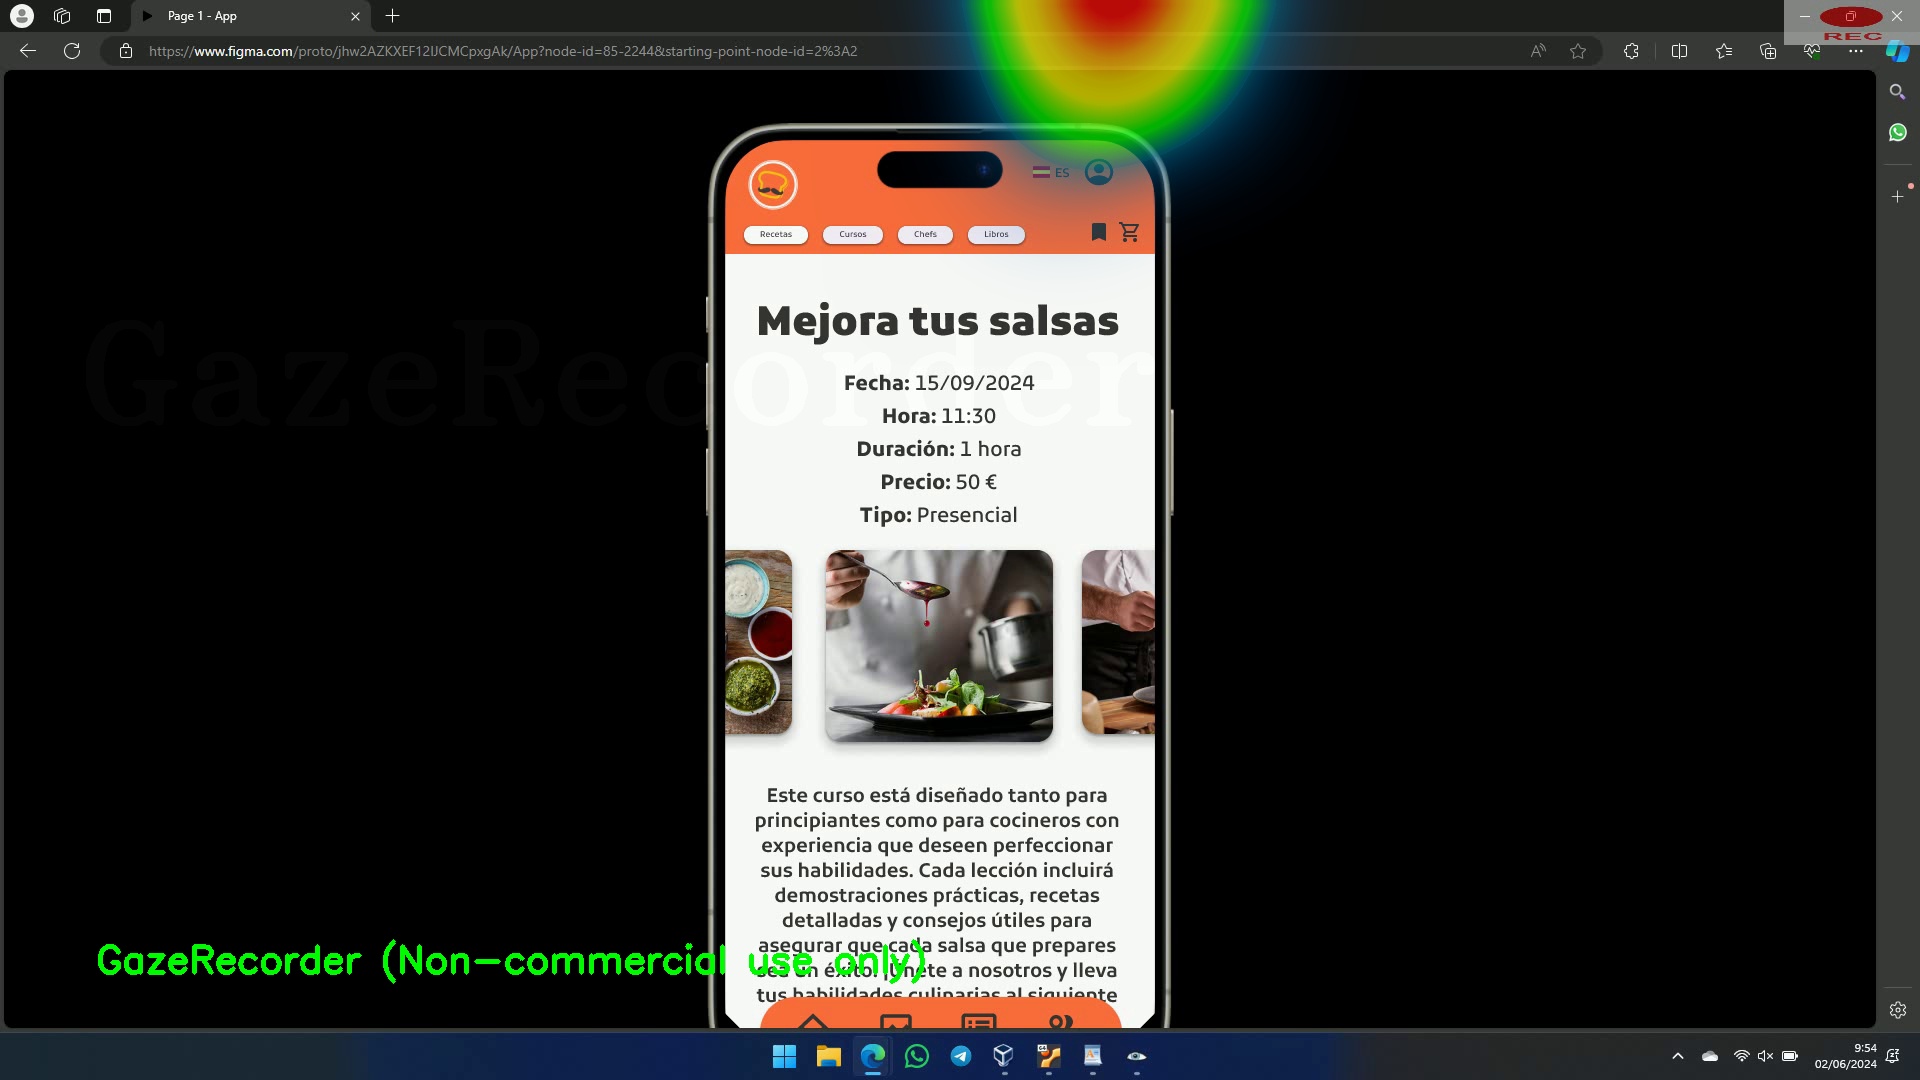 Page 1 - App
https://www.figma.com/proto/jhw2AZKXEF12IJCMCpxgAk/App?node-id=85-2244&starting-point-node-id=2%3A2
REC
ES
Recetas
Cursos
Chefs
Libros
Mejora tus salsas
GazeRecorder
Fecha: 15/09/2024
Hora: 11:30
Duración: 1 hora
Precio: 50 €
Tipo: Presencial
Este curso está diseñado tanto para
principiantes como para cocineros con
experiencia que deseen perfeccionar
sus habilidades. Cada lección incluirá
demostraciones prácticas, recetas
detalladas y consejos útiles para
asegurar que cada salsa que prepares
sea un éxito. ¡Únete a nosotros y lleva
tus habilidades culinarias al siguiente
GazeRecorder (Non-commercial use only)
9:54
02/06/2024